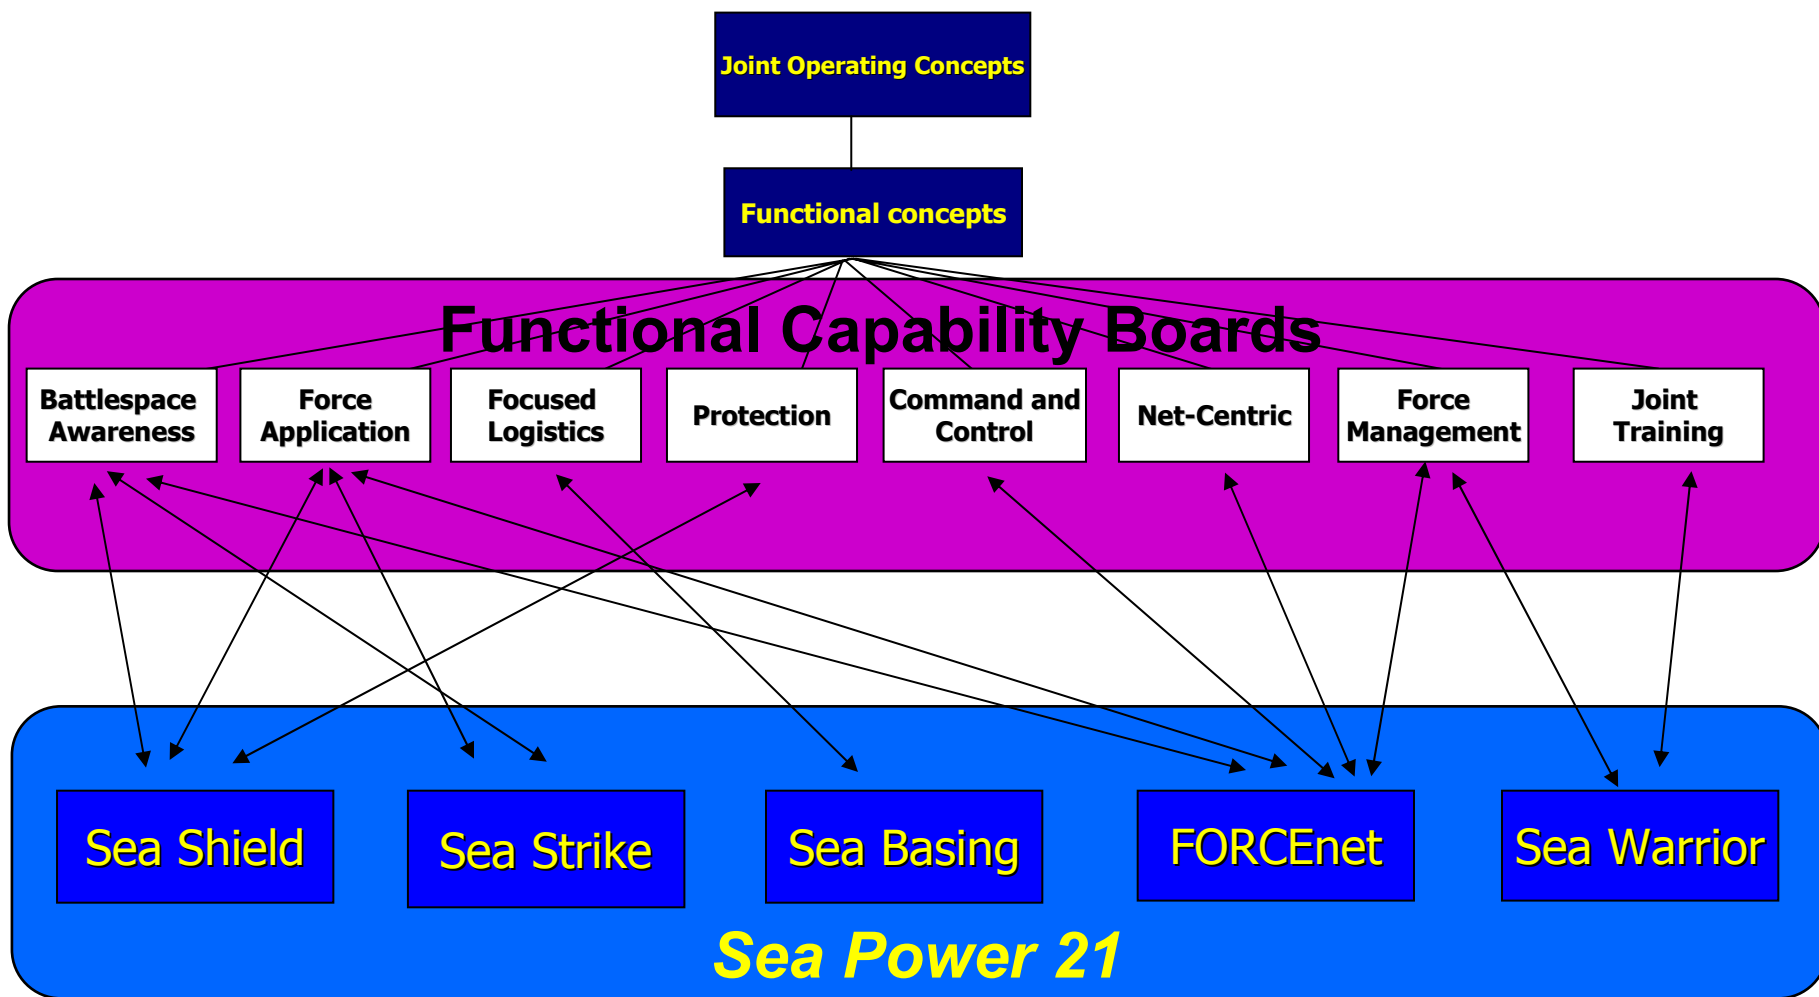 Joint Operating Concepts
Functional concepts
Functional Capability Boards
Battlespace
Awareness
Force
Application
Focused
Logistics
Protection
Command and
Control
Net-Centric
Force
Management
Joint
Training
Sea Shield
Sea Strike
Sea Basing
FORCEnet
Sea Warrior
Sea Power 21